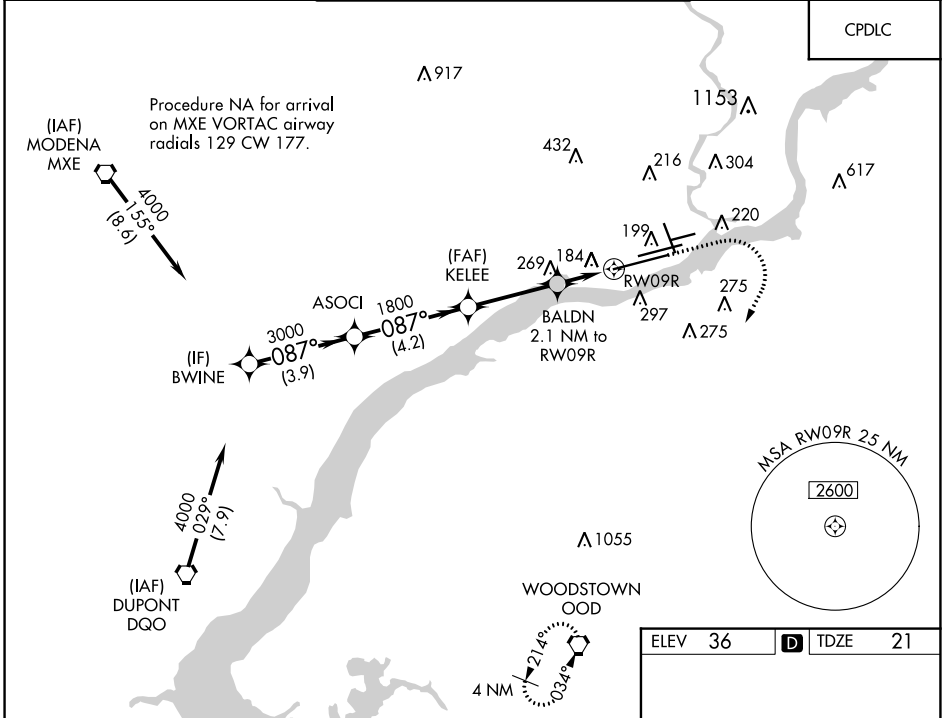 CPDLC
917
1153
Procedure NA for arrival
on MXE VORTAC airway
radials 129 CW 177.
(IAF)
MODENA
MXE
432
216
304
617
4000
155°
(8.6)
199
220
(FAF)
KELEE
269
184
RW09R
ASOCI
1800
087°
(4.2)
BALDN
2.1 NM to
RW09R
297
275
275
3000
087°
(3.9)
(IF)
BWINE
MSA RW09R 25 NM
2600
4000
029°
(7.9)
1055
(IAF)
DUPONT
DQO
WOODSTOWN
OOD
214°
034°
4 NM
ELEV 36 D TDZE 21